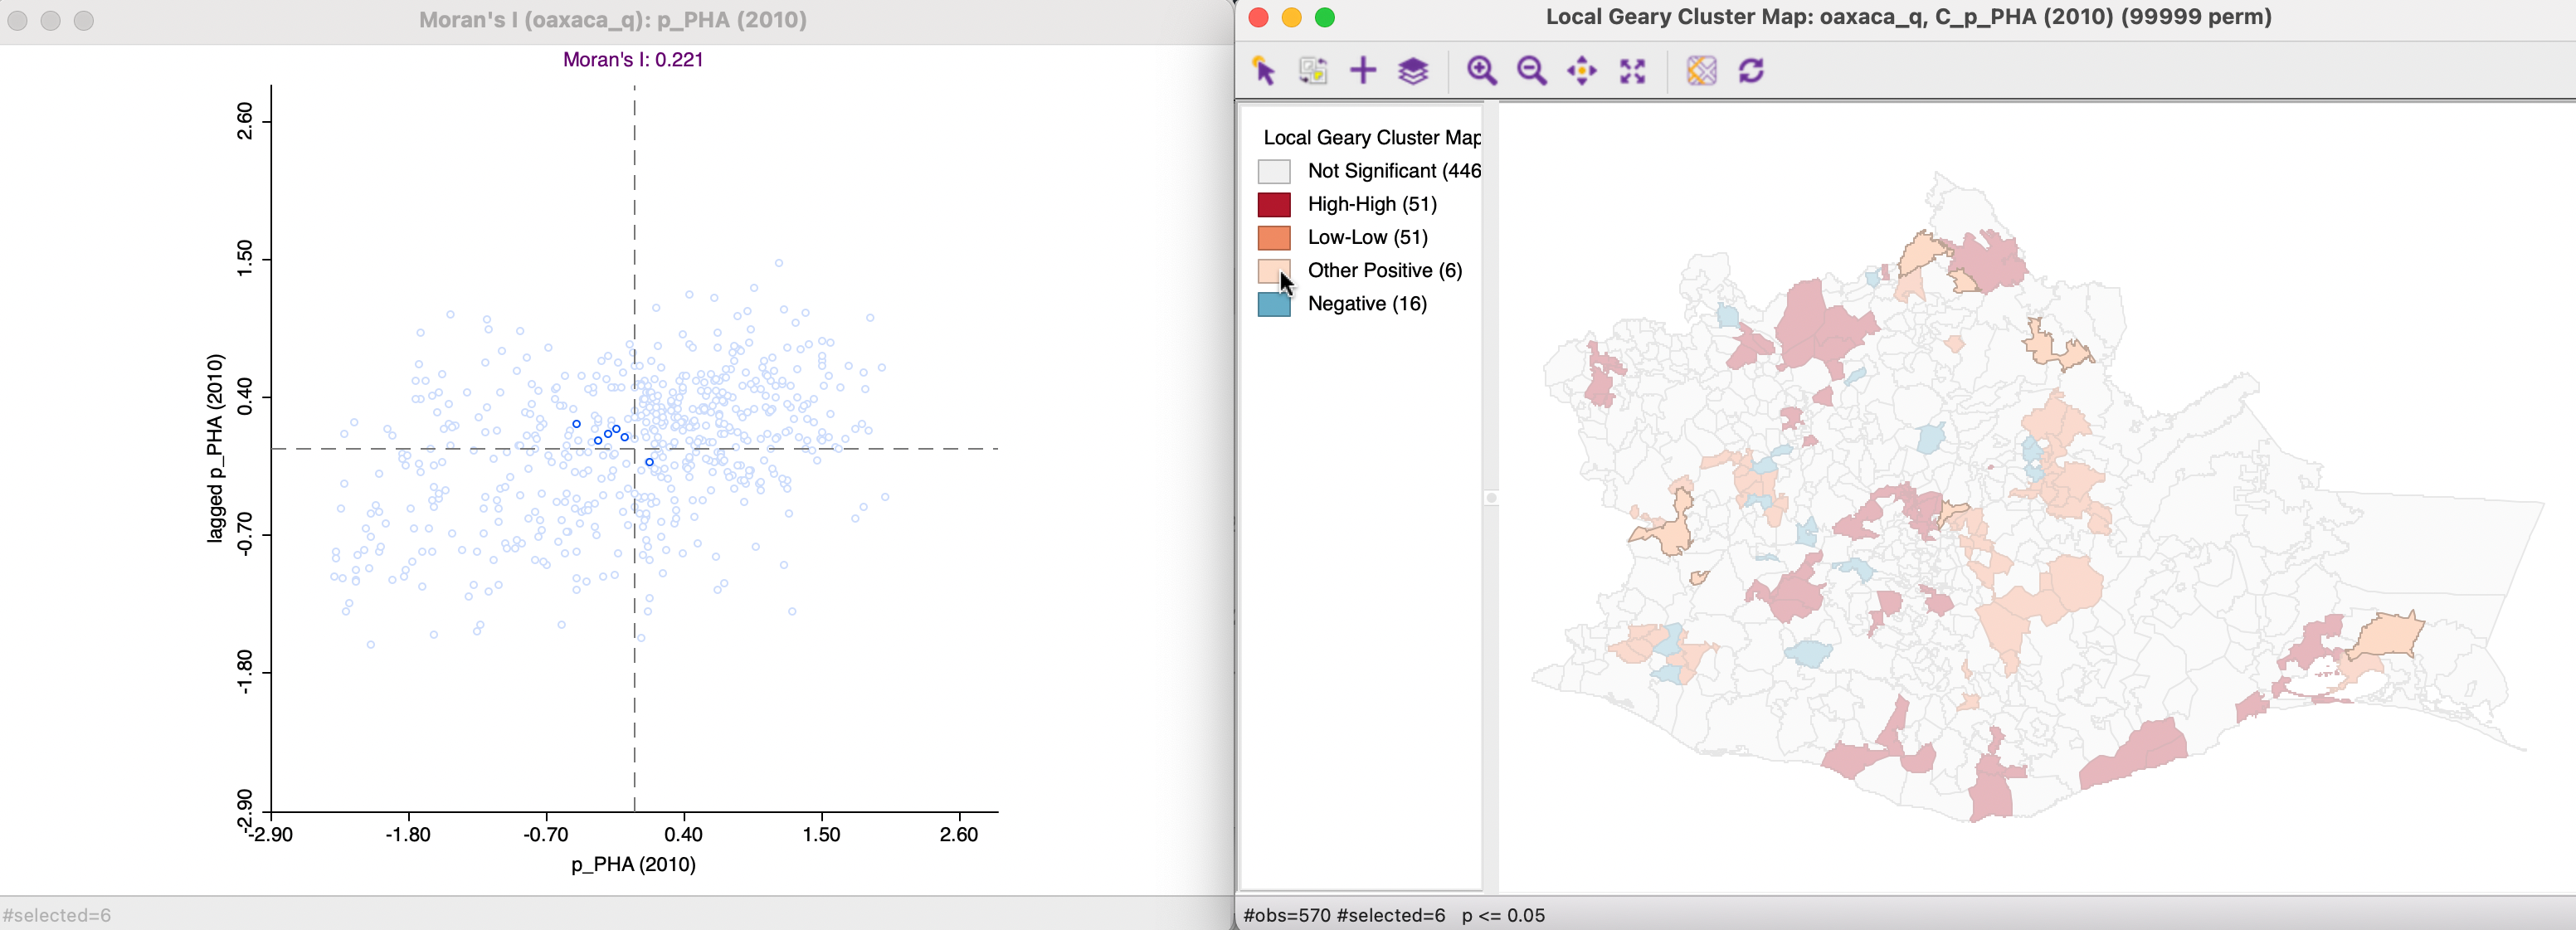 Moran's I (oaxaca_q): p_PHA (2010)
Moran's I: 0.221
2.60
1.50
0.40
-0.70
-1.80
-2.90
lagged p_PHA (2010)
-2.90 -1.80 -0.70 0.40 1.50 2.60
p_PHA (2010)
#selected=6
Local Geary Cluster Map: oaxaca_q, C_p_PHA (2010) (99999 perm)
Local Geary Cluster Map
Not Significant (446
High-High (51)
Low-Low (51)
Other Positive (6)
Negative (16)
#obs=570 #selected=6 p <= 0.05